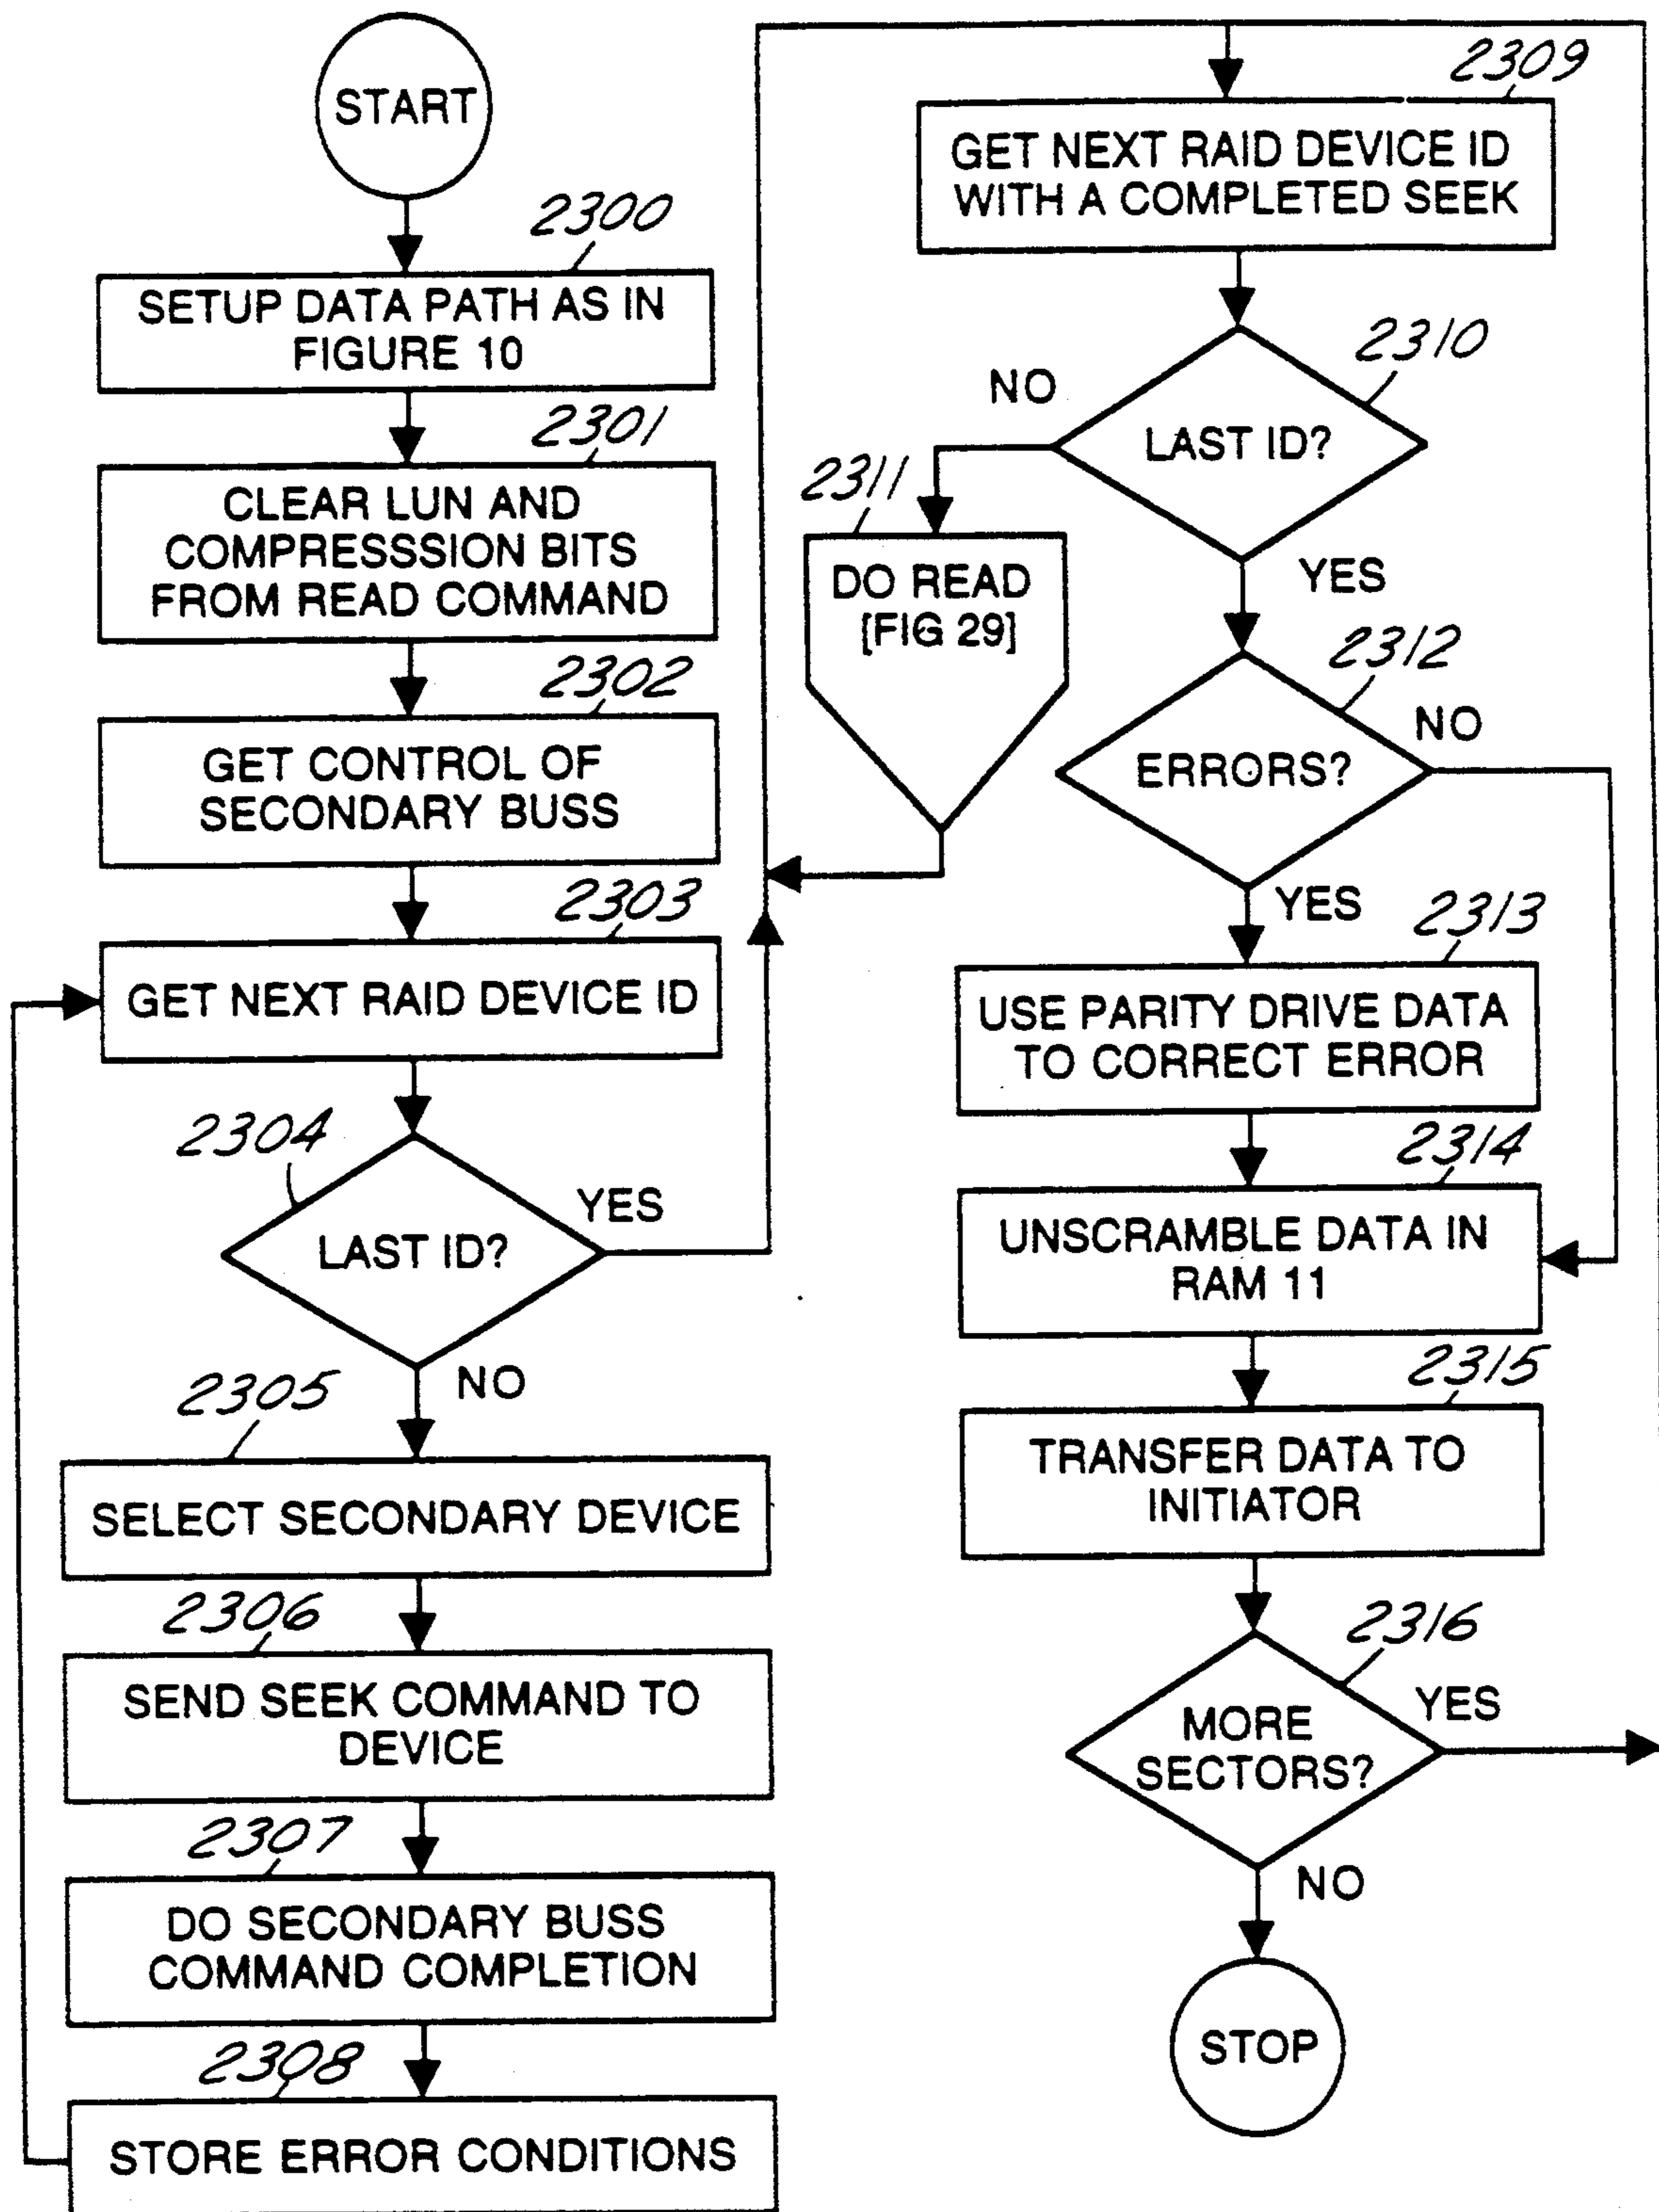 START
2300
SETUP DATA PATH AS IN
FIGURE 10
2301
CLEAR LUN AND
COMPRESSSION BITS
FROM READ COMMAND
2302
GET CONTROL OF
SECONDARY BUSS
2303
GET NEXT RAID DEVICE ID
2304
LAST ID?
YES
NO
2305
SELECT SECONDARY DEVICE
2306
SEND SEEK COMMAND TO
DEVICE
2307
DO SECONDARY BUSS
COMMAND COMPLETION
2308
STORE ERROR CONDITIONS
2309
GET NEXT RAID DEVICE ID
WITH A COMPLETED SEEK
2310
NO
LAST ID?
2311
DO READ
[FIG 29]
YES
2312
NO
ERRORS?
YES
2313
USE PARITY DRIVE DATA
TO CORRECT ERROR
2314
UNSCRAMBLE DATA IN
RAM 11
2315
TRANSFER DATA TO
INITIATOR
2316
YES
MORE
SECTORS?
NO
STOP